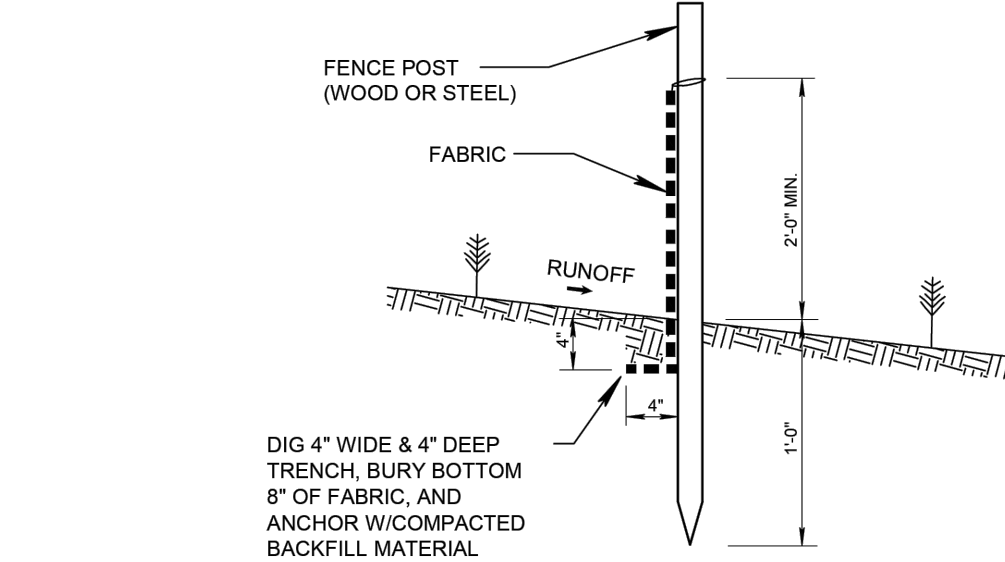 FENCE POST
(WOOD OR STEEL)
FABRIC
2'-0" MIN.
RUNOFF
4"
4"
1'-0"
DIG 4" WIDE & 4" DEEP
TRENCH, BURY BOTTOM
8" OF FABRIC, AND
ANCHOR W/COMPACTED
BACKFILL MATERIAL